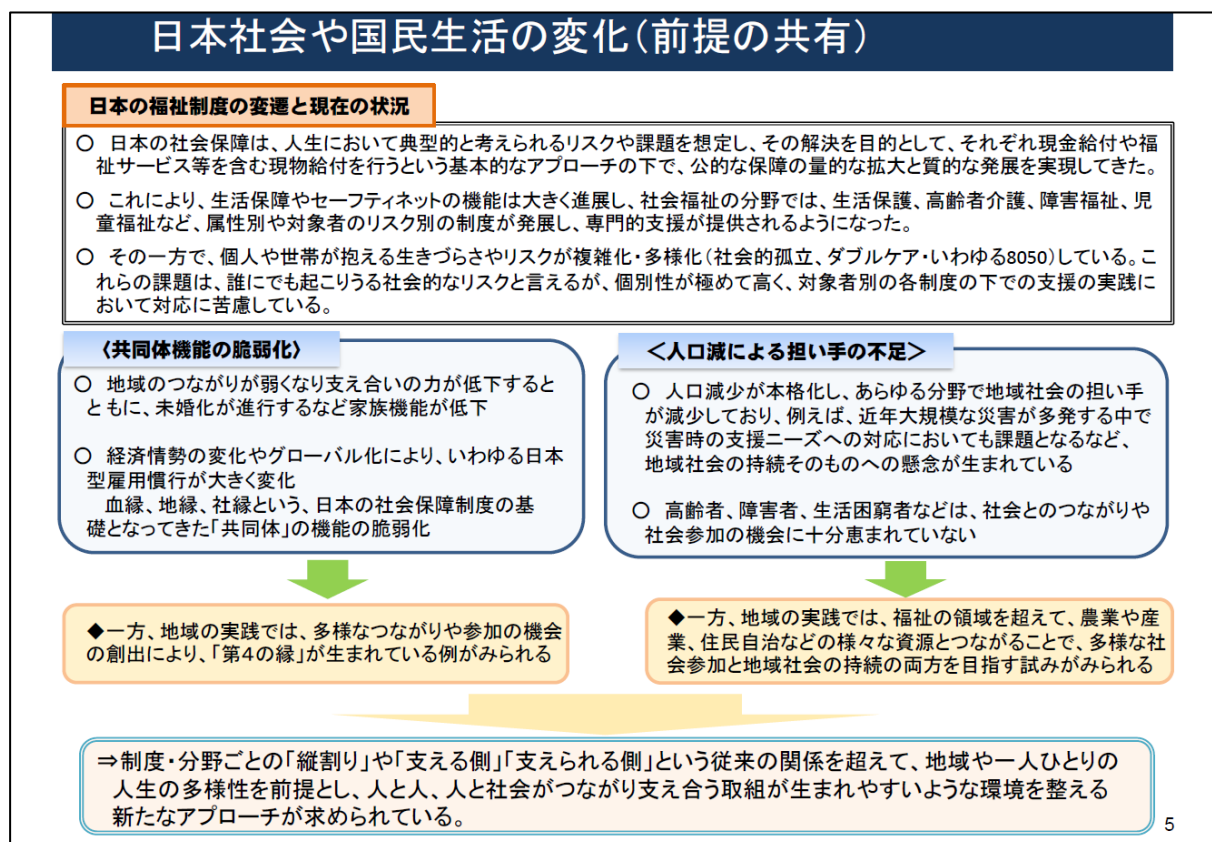 日本社会や国民生活の変化(前提の共有)
日本の福祉制度の変遷と現在の状況
○ 日本の社会保障は、人生において典型的と考えられるリスクや課題を想定し、その解決を目的として、それぞれ現金給付や福
祉サービス等を含む現物給付を行うという基本的なアプローチの下で、公的な保障の量的な拡大と質的な発展を実現してきた。
○ これにより、生活保障やセーフティネットの機能は大きく進展し、社会福祉の分野では、生活保護、高齢者介護、障害福祉、児
童福祉など、属性別や対象者のリスク別の制度が発展し、専門的支援が提供されるようになった。
○ その一方で、個人や世帯が抱える生きづらさやリスクが複雑化・多様化(社会的孤立、ダブルケア・いわゆる8050)している。こ
れらの課題は、誰にでも起こりうる社会的なリスクと言えるが、個別性が極めて高く、対象者別の各制度の下での支援の実践に
おいて対応に苦慮している。
〈共同体機能の脆弱化〉
○ 地域のつながりが弱くなり支え合いの力が低下すると
ともに、未婚化が進行するなど家族機能が低下
○ 経済情勢の変化やグローバル化により、いわゆる日本
型雇用慣行が大きく変化
血縁、地縁、社縁という、日本の社会保障制度の基
礎となってきた「共同体」の機能の脆弱化
<人口減による担い手の不足>
○ 人口減少が本格化し、あらゆる分野で地域社会の担い手
が減少しており、例えば、近年大規模な災害が多発する中で
災害時の支援ニーズへの対応においても課題となるなど、
地域社会の持続そのものへの懸念が生まれている
○ 高齢者、障害者、生活困窮者などは、社会とのつながりや
社会参加の機会に十分恵まれていない
◆一方、地域の実践では、多様なつながりや参加の機会
の創出により、「第4の縁」が生まれている例がみられる
◆一方、地域の実践では、福祉の領域を超えて、農業や産
業、住民自治などの様々な資源とつながることで、多様な社
会参加と地域社会の持続の両方を目指す試みがみられる
⇒制度・分野ごとの「縦割り」や「支える側」「支えられる側」という従来の関係を超えて、地域や一人ひとりの
人生の多様性を前提とし、人と人、人と社会がつながり支え合う取組が生まれやすいような環境を整える
新たなアプローチが求められている。
5